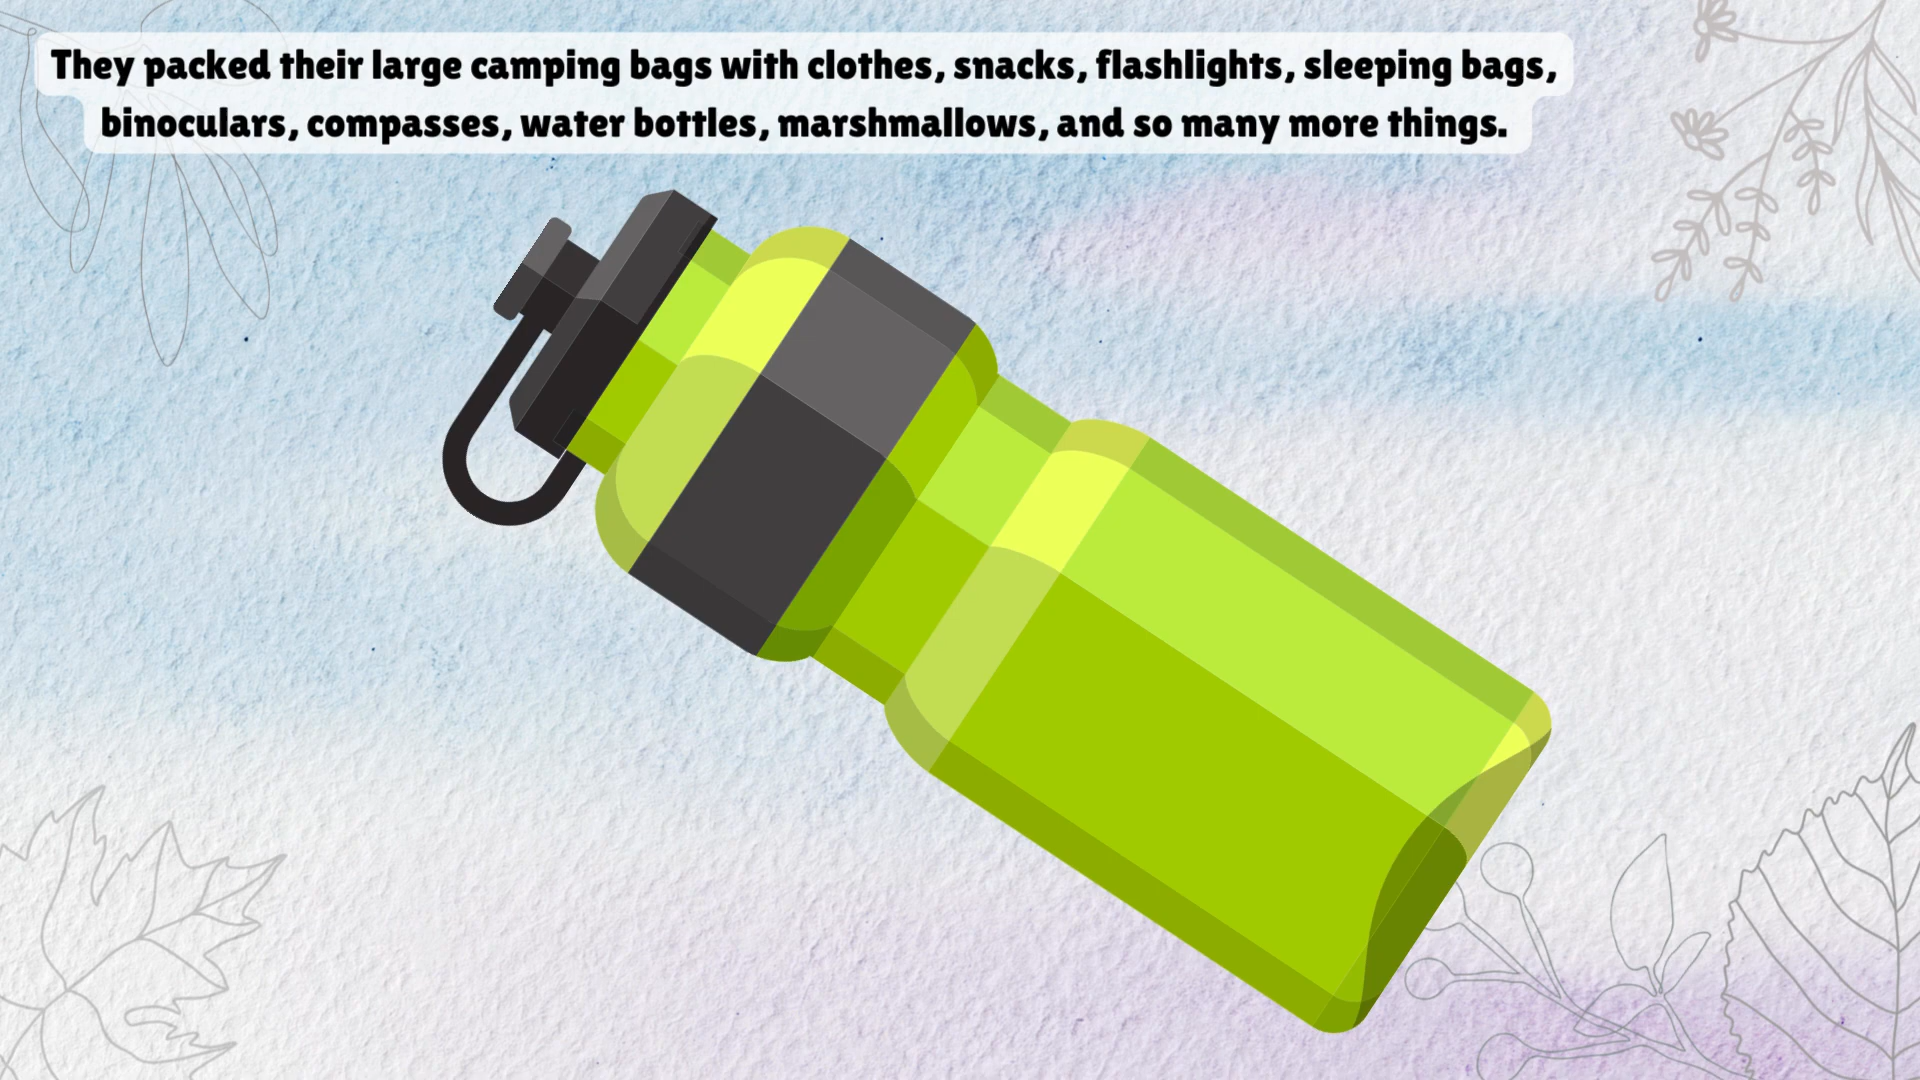 They packed their large camping bags with clothes, snacks, flashlights, sleeping bags,
binoculars, compasses, water bottles, marshmallows, and so many more things.